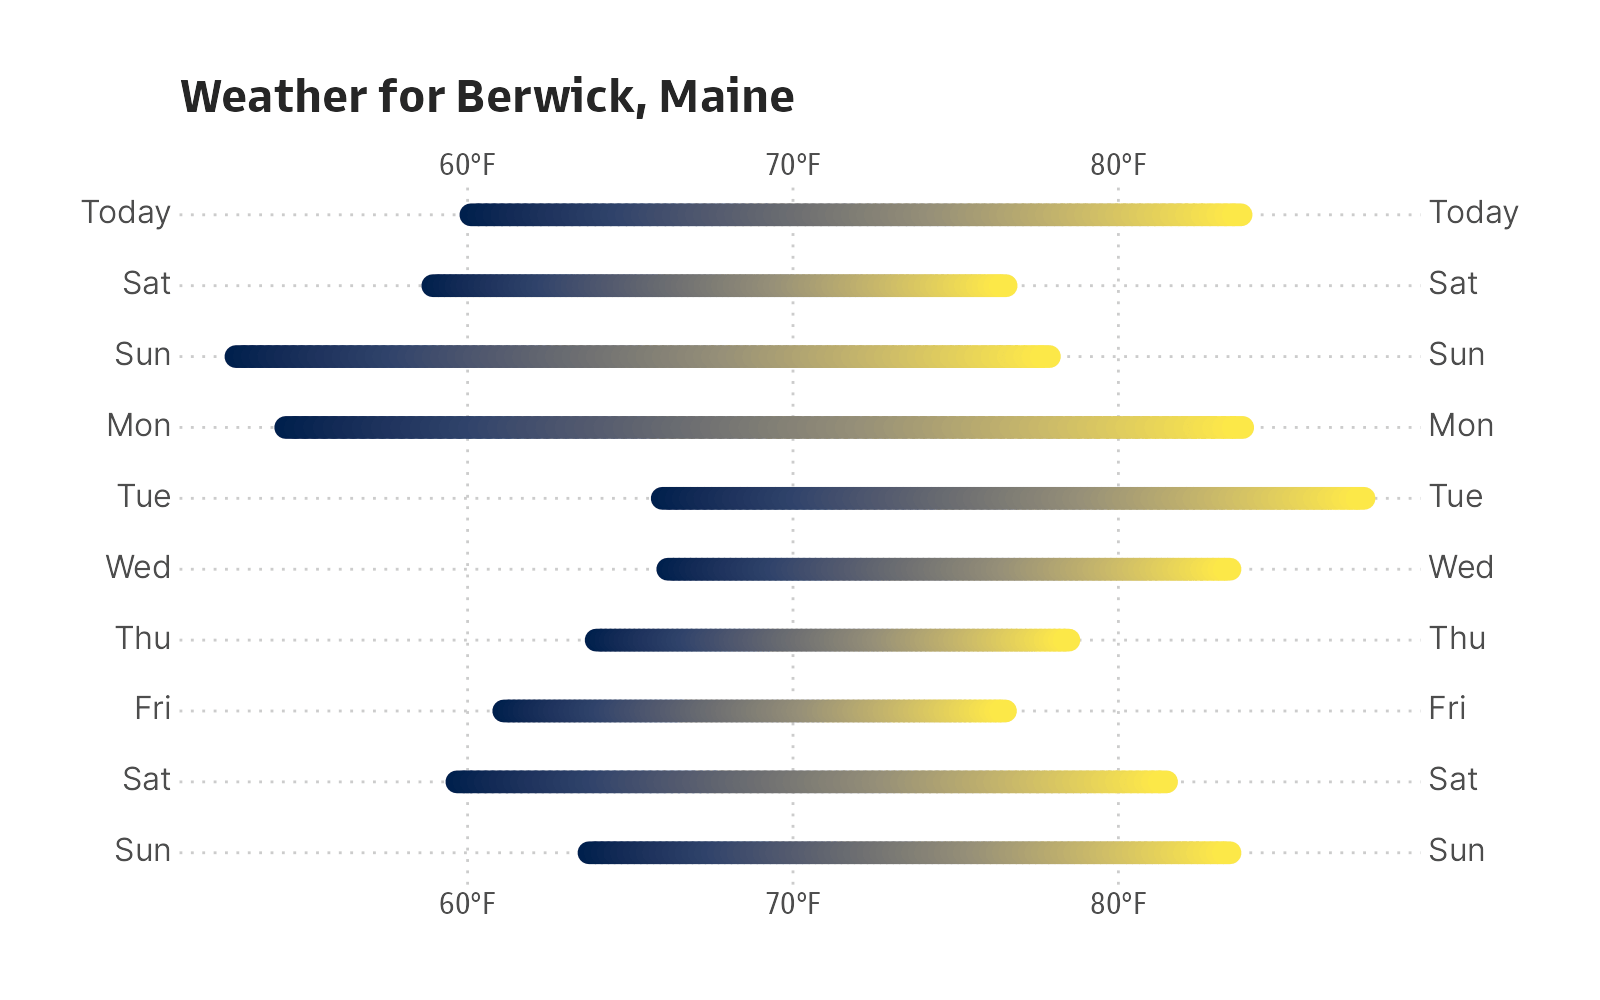 Weather for Berwick, Maine
60°F 70°F 80°F
Today Today
Sat Sat
Sun Sun
Mon Mon
Tue Tue
Wed Wed
Thu Thu
Fri Fri
Sat Sat
Sun Sun
60°F 70°F 80°F